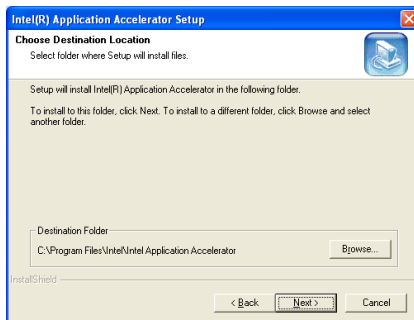 Intel(R) Application Accelerator Setup
Choose Destination Location
Select folder where Setup will install files.
Setup will install Intel(R) Application Accelerator in the following folder.
To install to this folder, click Next. To install to a different folder, click Browse and select
another folder.
Destination Folder
C:\Program Files\Intel\Intel Application Accelerator
Browse...
InstallShield
< Back
Next >
Cancel